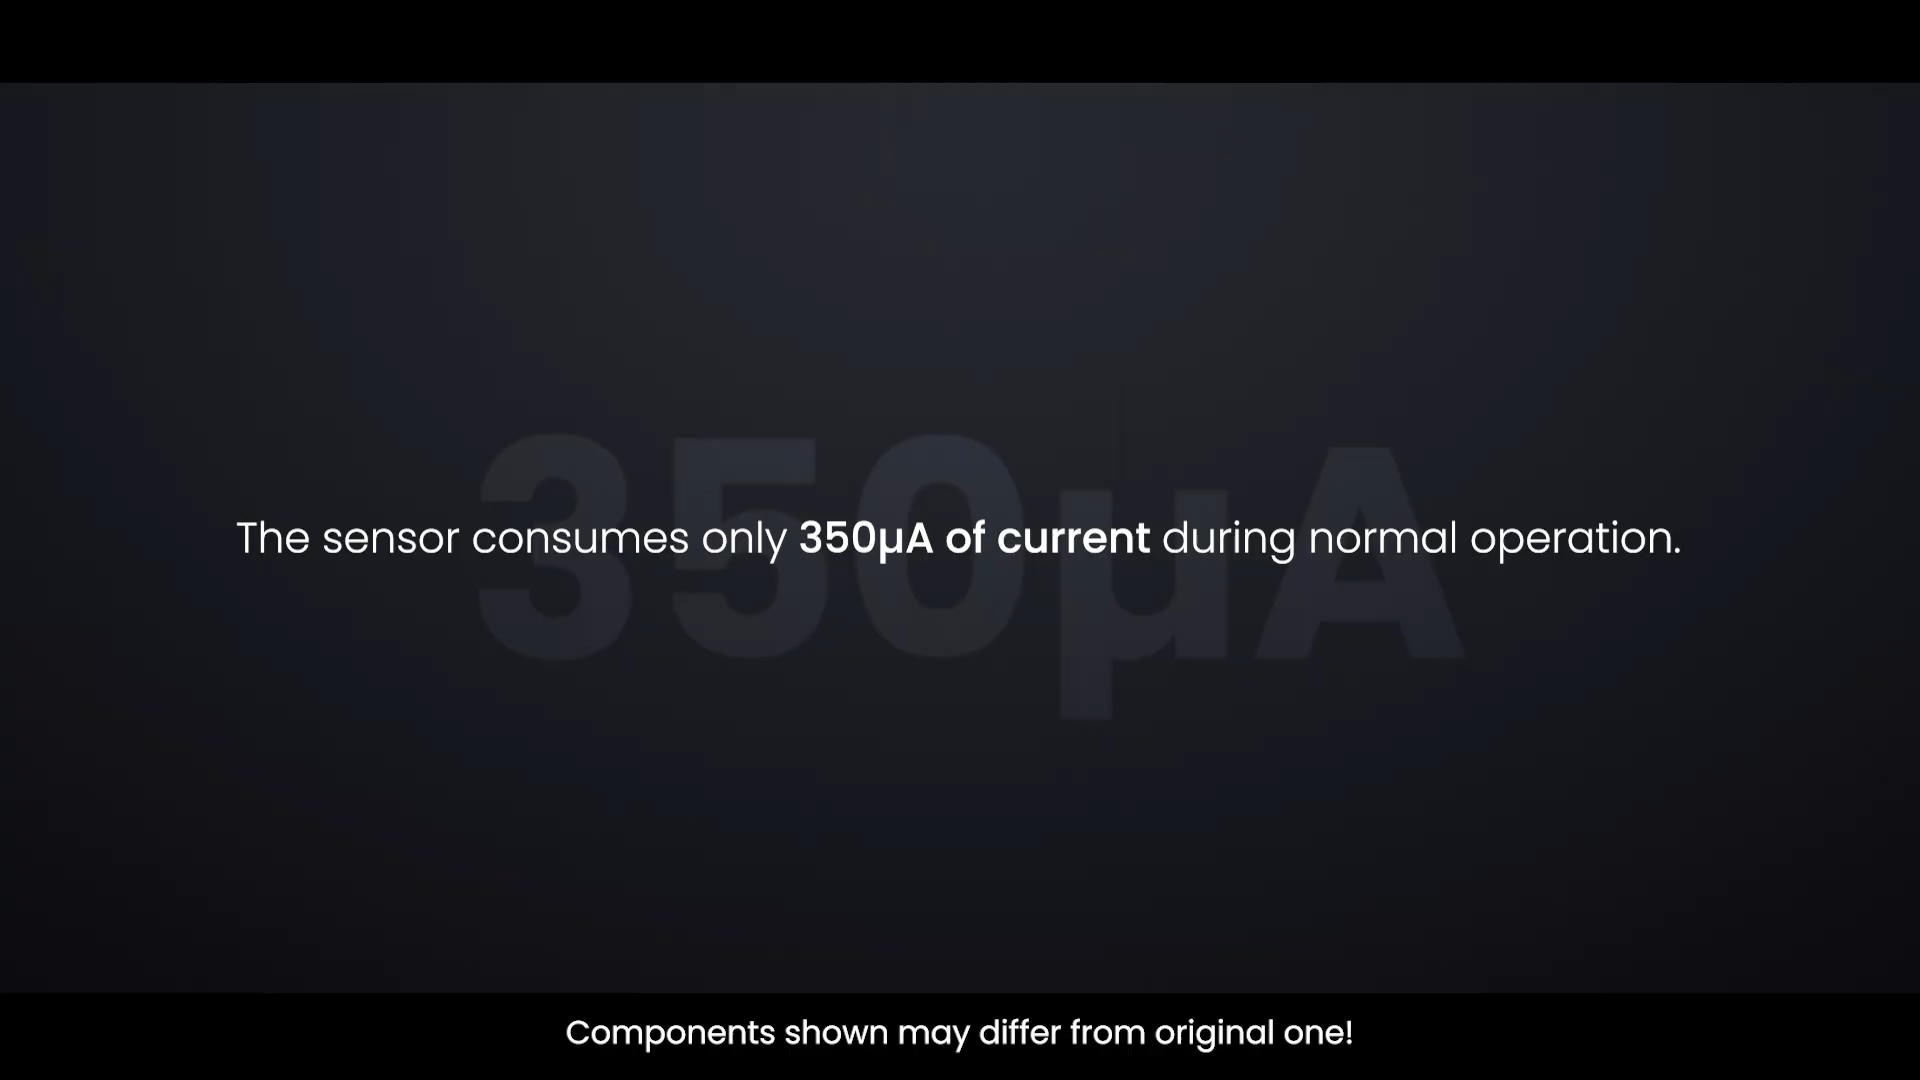 350µA
The sensor consumes only 350µA of current during normal operation.
Components shown may differ from original one!